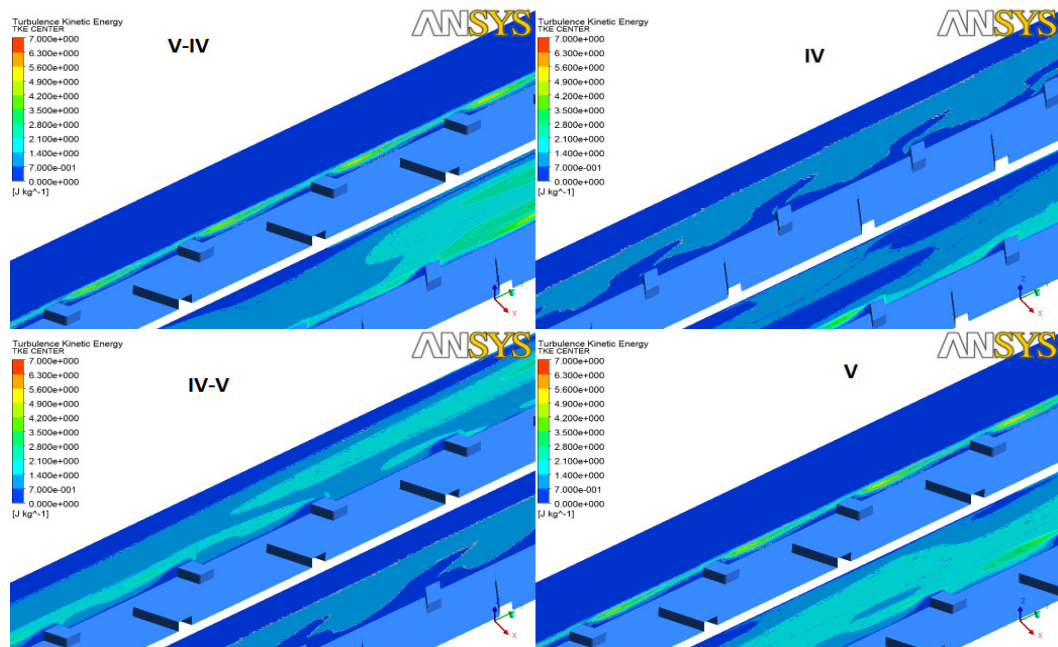 Turbulence Kinetic Energy
TKE CENTER
7.000e+000
6.300e+000
5.600e+000
4.900e+000
4.200e+000
3.500e+000
2.800e+000
2.100e+000
1.400e+000
7.000e-001
0.000e+000
[J kg^-1]
V-IV
ANSYS
Z
X
Turbulence Kinetic Energy
TKE CENTER
7.000e+000
6.300e+000
5.600e+000
4.900e+000
4.200e+000
3.500e+000
2.800e+000
2.100e+000
1.400e+000
7.000e-001
0.000e+000
[J kg^-1]
IV
ANSYS
Z
X
Turbulence Kinetic Energy
TKE CENTER
7.000e+000
6.300e+000
5.600e+000
4.900e+000
4.200e+000
3.500e+000
2.800e+000
2.100e+000
1.400e+000
7.000e-001
0.000e+000
[J kg^-1]
IV-V
ANSYS
Z
X
Turbulence Kinetic Energy
TKE CENTER
7.000e+000
6.300e+000
5.600e+000
4.900e+000
4.200e+000
3.500e+000
2.800e+000
2.100e+000
1.400e+000
7.000e-001
0.000e+000
[J kg^-1]
V
ANSYS
Z
X